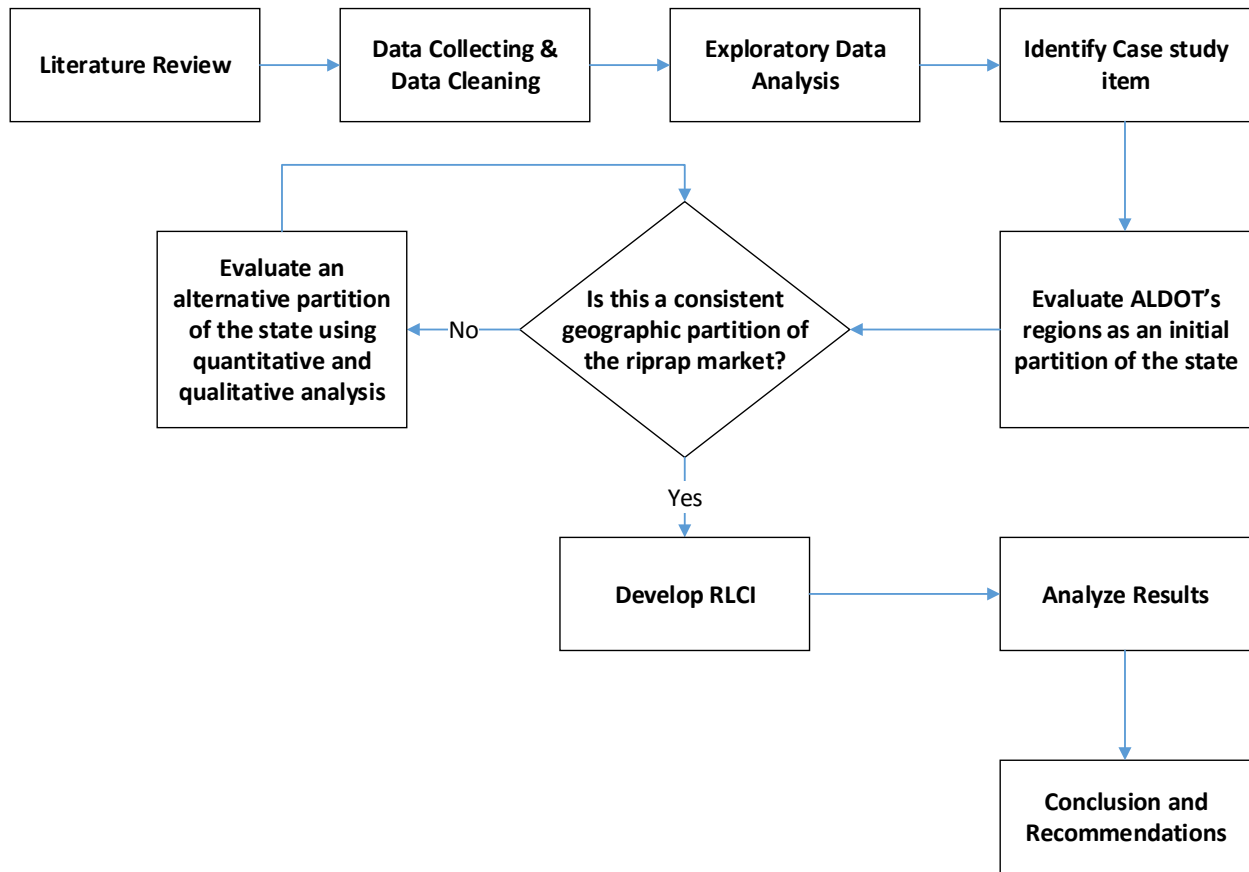 Literature Review
Data Collecting &
Data Cleaning
Exploratory Data
Analysis
Identify Case study
item
Evaluate an
alternative partition
of the state using
quantitative and
qualitative analysis
No
Is this a consistent
geographic partition of
the riprap market?
Evaluate ALDOT’s
regions as an initial
partition of the state
Yes
Develop RLCI
Analyze Results
Conclusion and
Recommendations